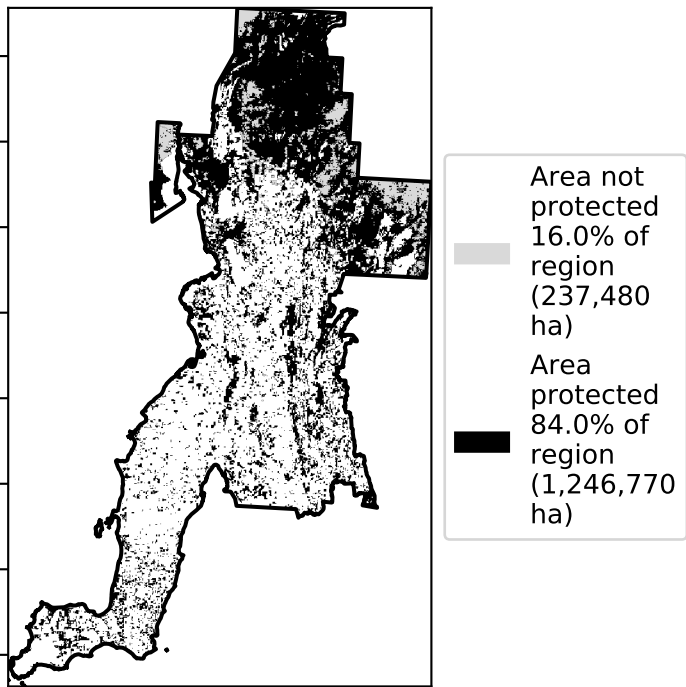 Area not
protected
16.0% of
region
(237,480
ha)
Area
protected
84.0% of
region
(1,246,770
ha)